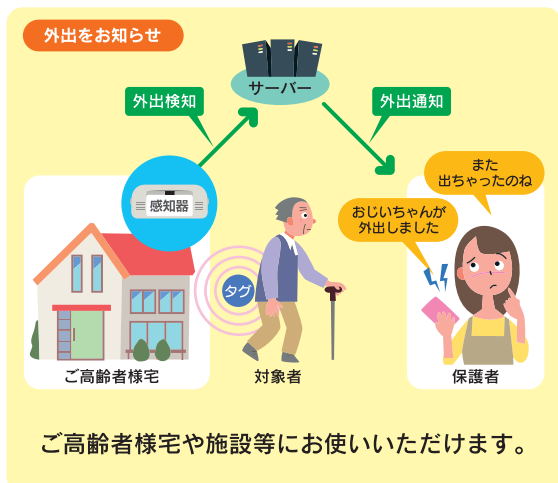 外出をお知らせ
サーバー
外出検知
外出通知
感知器
また
出ちゃったのね
おじいちゃんが
外出しました
タグ
ご高齢者様宅
対象者
保護者
ご高齢者様宅や施設等にお使いいただけます。